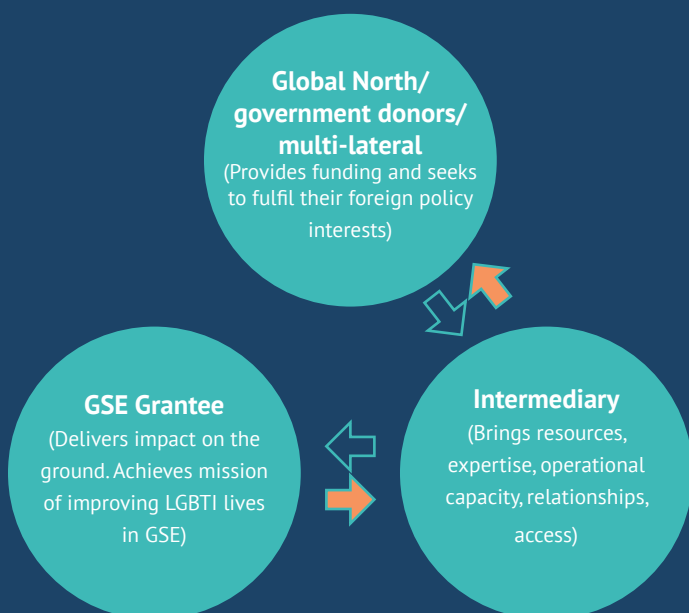 Global North/
government donors/
multi-lateral
(Provides funding and seeks
to fulfil their foreign policy
interests)
GSE Grantee
(Delivers impact on the
ground. Achieves mission
of improving LGBTI lives
in GSE)
Intermediary
(Brings resources,
expertise, operational
capacity, relationships,
access)